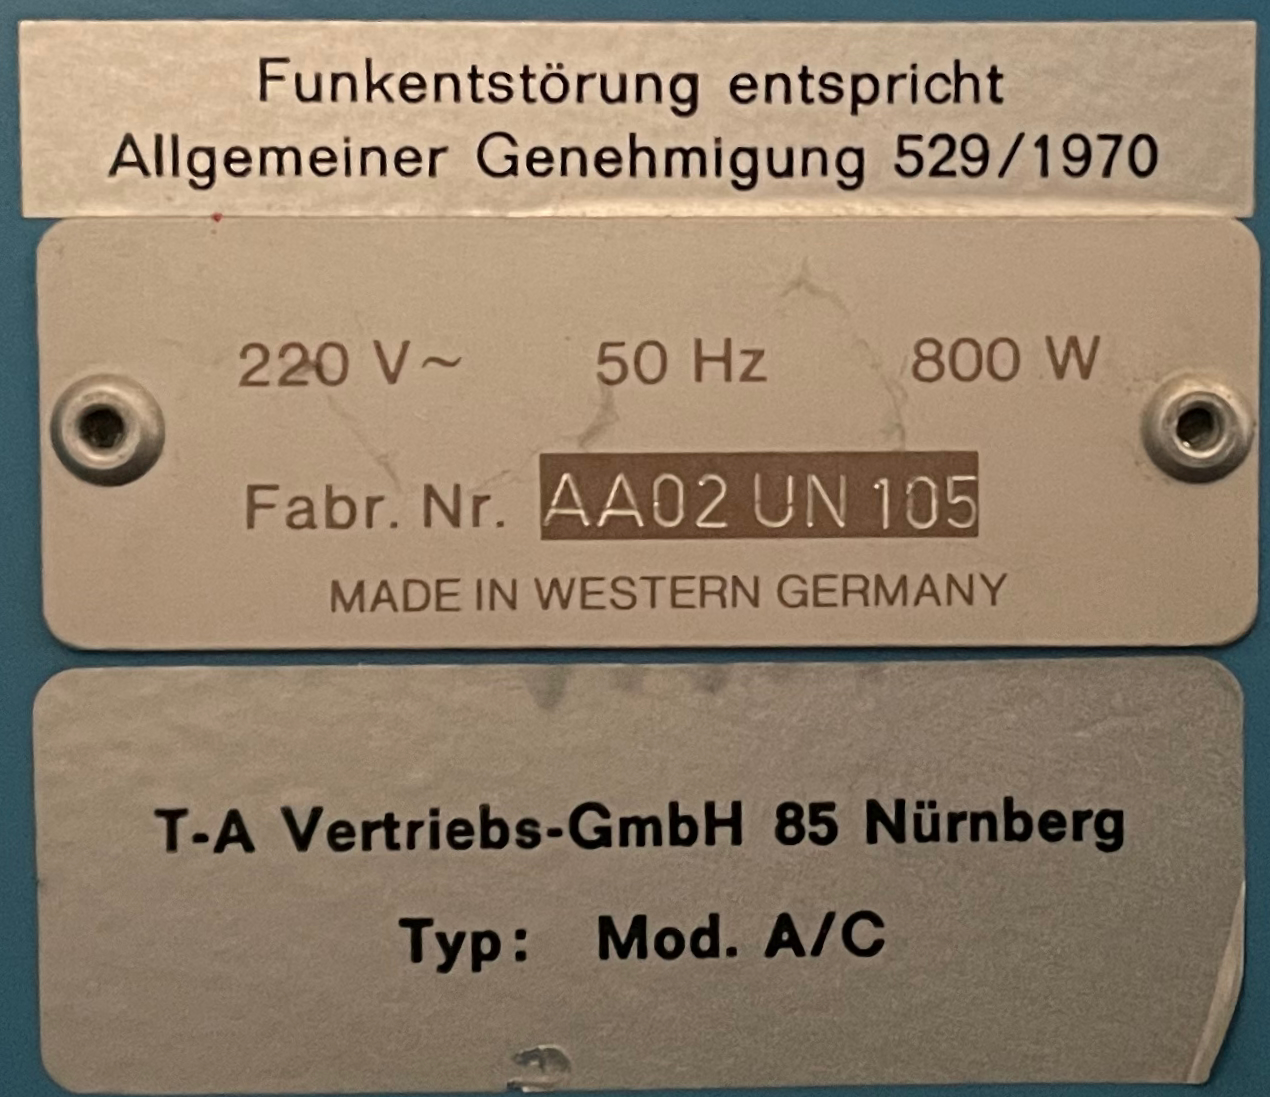 Funkentstörung entspricht
Allgemeiner Genehmigung 529/1970
220 V~ 50 Hz 800 W
Fabr. Nr. AA02 UN 105
MADE IN WESTERN GERMANY
T-A Vertriebs-GmbH 85 Nürnberg
Typ: Mod. A/C